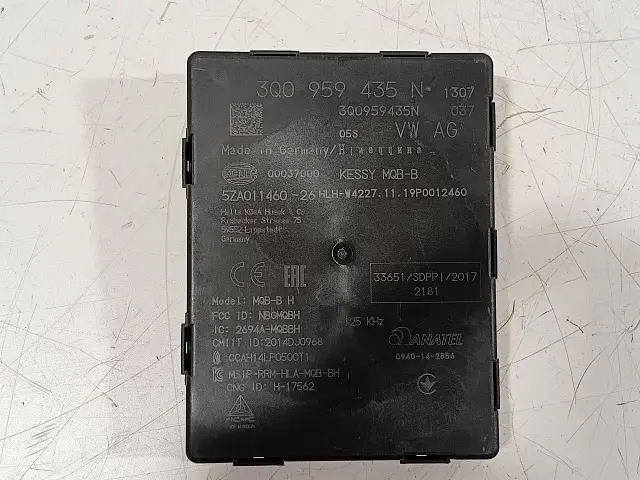 3Q0 959 435 N 1307
3Q0959435N 037
05S VW AG
Made in Germany/Німеччина
HELLA 00037000 KESSY MQB-B
5ZA011460-26 HLH-W4227.11.19P0012460
Hella KGaA Hueck & Co.
Rixbecker Strasse 75
59552 Lippstadt
Germany
CE EAC
33651/SDPPI/2017
2181
Model: MQB-B H
FCC ID: NBGMQBH
IC: 2694A-MQBBH
125 KHz
CMIIT ID:2014DJ0968
ANATEL
CCAH14LP0500T1
0940-14-2856
MSIP-RRM-HLA-MQB-BH
CNC ID: H-17562